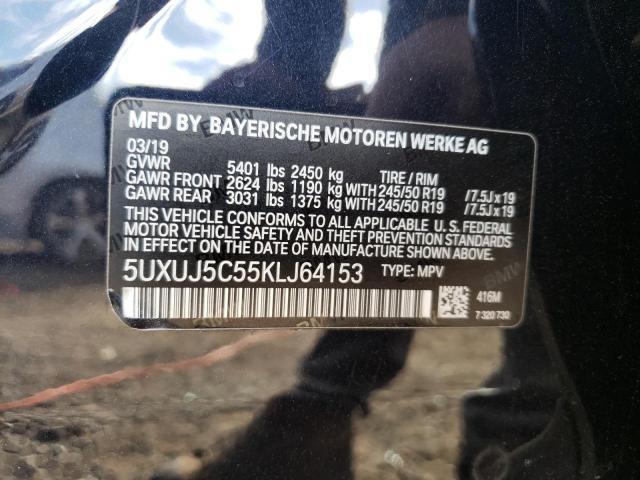 MFD BY BAYERISCHE MOTOREN WERKE AG
03/19
GVWR 5401 lbs 2450 kg TIRE / RIM
GAWR FRONT 2624 lbs 1190 kg WITH 245/50 R19 /7.5J x 19
GAWR REAR 3031 lbs 1375 kg WITH 245/50 R19 /7.5J x 19
THIS VEHICLE CONFORMS TO ALL APPLICABLE U. S. FEDERAL
MOTOR VEHICLE SAFETY AND THEFT PREVENTION STANDARDS
IN EFFECT ON THE DATE OF MANUFACTURE SHOWN ABOVE.
5UXUJ5C55KLJ64153 TYPE: MPV
416M
7 320 730